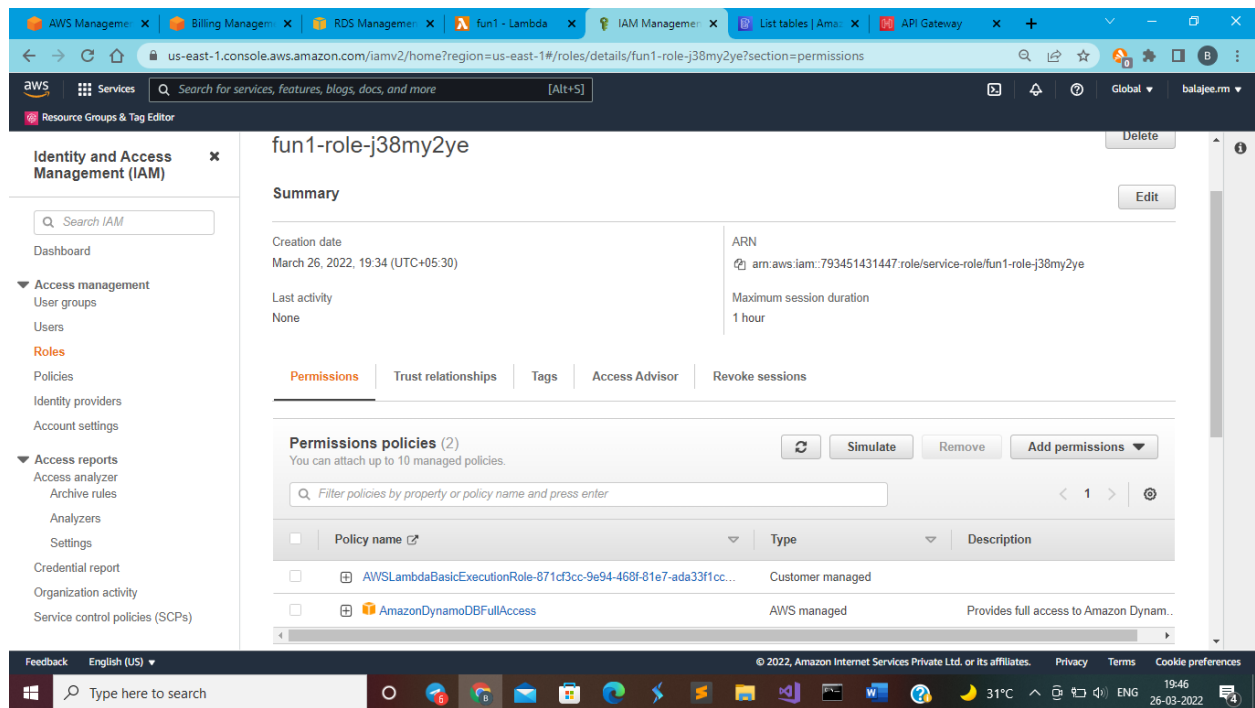 AWS Managemen
Billing Managem
RDS Managemen
fun1 - Lambda
IAM Managemen
List tables | Amaz
API Gateway
us-east-1.console.aws.amazon.com/iamv2/home?region=us-east-1#/roles/details/fun1-role-j38my2ye?section=permissions
B
aws
Services
Search for services, features, blogs, docs, and more
[Alt+S]
Global
balajee.rm
Resource Groups & Tag Editor
Identity and Access
Management (IAM)
Search IAM
Dashboard
Access management
User groups
Users
Roles
Policies
Identity providers
Account settings
Access reports
Access analyzer
Archive rules
Analyzers
Settings
Credential report
Organization activity
Service control policies (SCPs)
fun1-role-j38my2ye
Delete
Summary
Edit
Creation date
March 26, 2022, 19:34 (UTC+05:30)
ARN
arn:aws:iam::793451431447:role/service-role/fun1-role-j38my2ye
Last activity
None
Maximum session duration
1 hour
Permissions
Trust relationships
Tags
Access Advisor
Revoke sessions
Permissions policies (2)
You can attach up to 10 managed policies.
Simulate
Remove
Add permissions
Filter policies by property or policy name and press enter
1
Policy name
Type
Description
AWSLambdaBasicExecutionRole-871cf3cc-9e94-468f-81e7-ada33f1cc...
Customer managed
AmazonDynamoDBFullAccess
AWS managed
Provides full access to Amazon Dynam..
Feedback
English (US)
© 2022, Amazon Internet Services Private Ltd. or its affiliates.
Privacy
Terms
Cookie preferences
Type here to search
31°C
ENG
19:46
26-03-2022